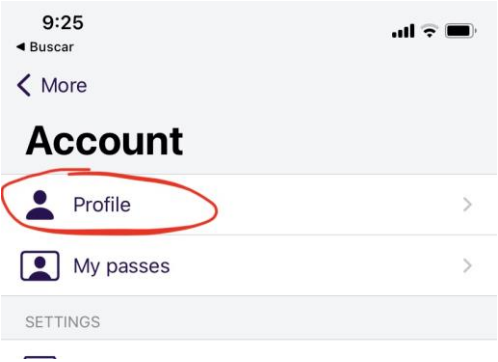 9:25
◀ Buscar
More
Account
Profile
My passes
SETTINGS